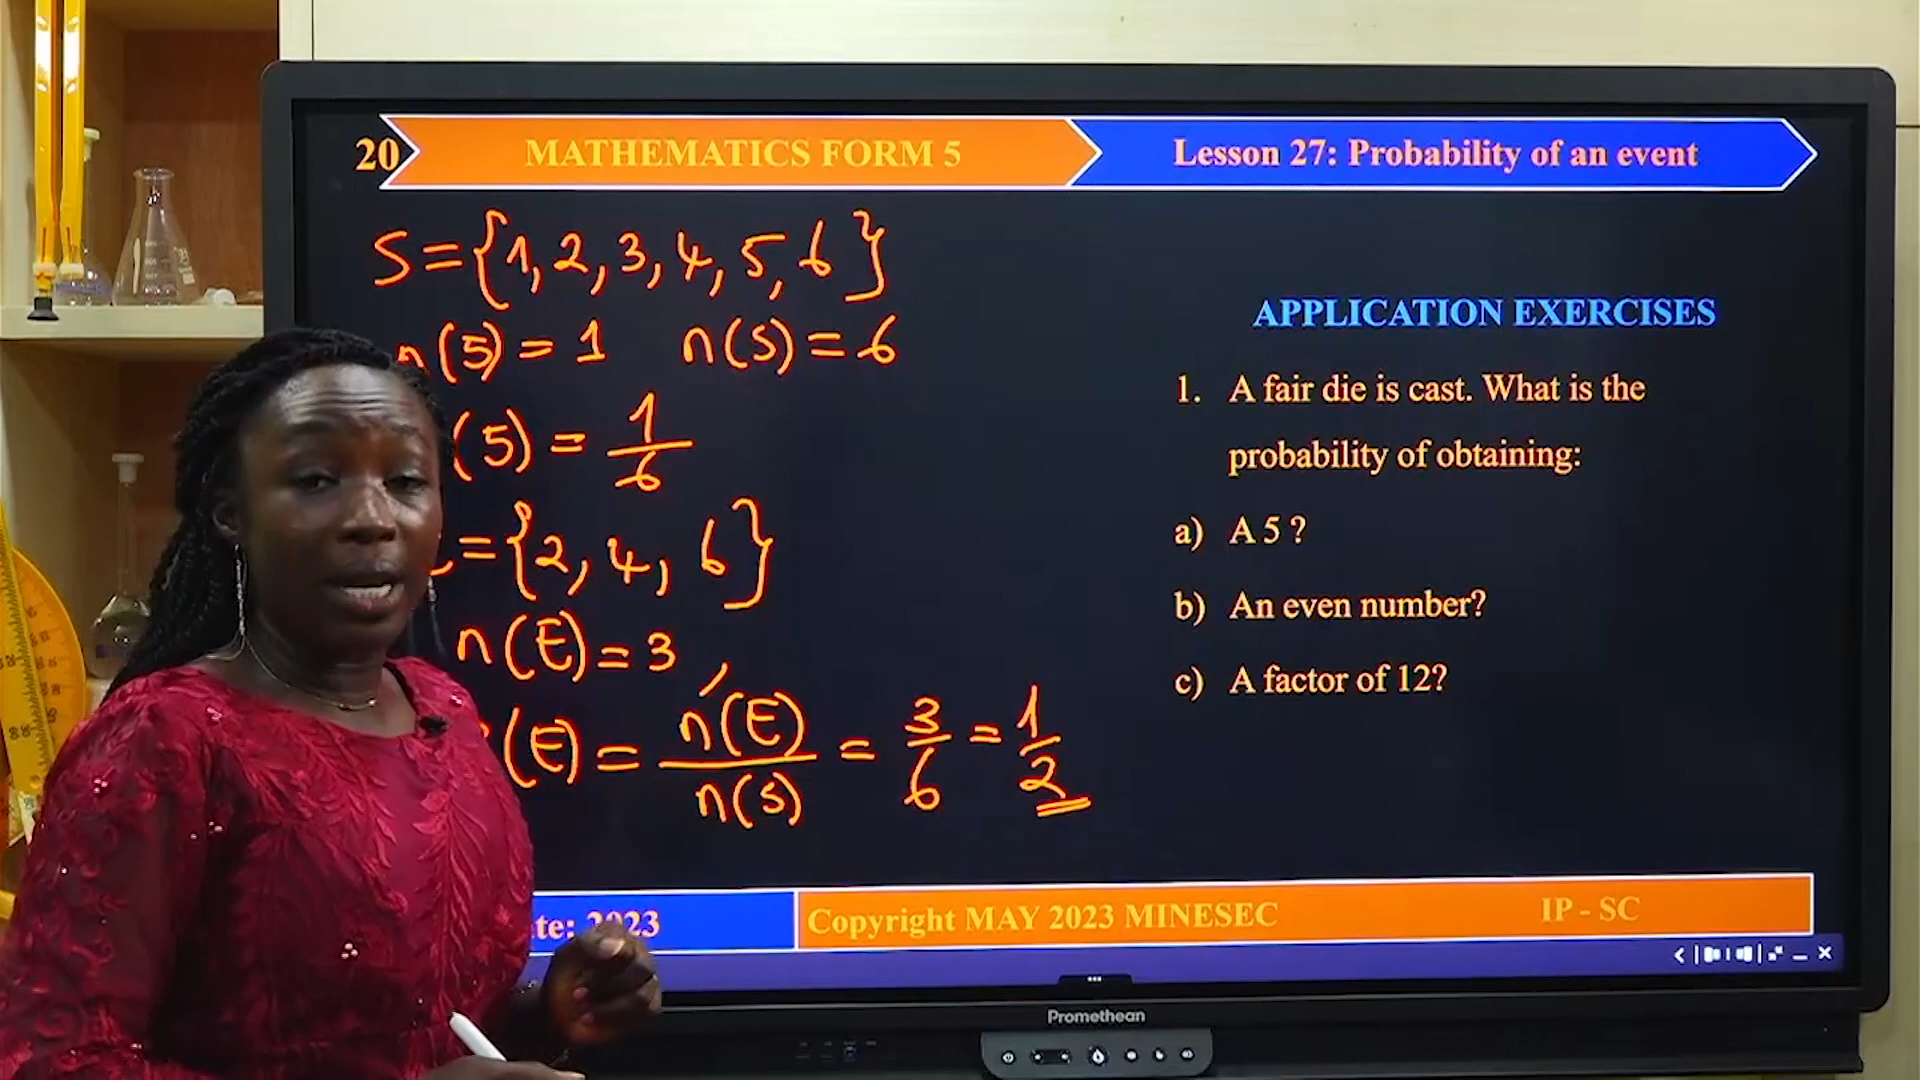 20
MATHEMATICS FORM 5
Lesson 27: Probability of an event
S={1, 2, 3, 4, 5, 6}
n(5) = 1 n(S) = 6
(5) = 1/6
={2, 4, 6}
n(E) = 3,
(E) = n(E)/n(S) = 3/6 = 1/2
APPLICATION EXERCISES
1. A fair die is cast. What is the
probability of obtaining:
a) A 5 ?
b) An even number?
c) A factor of 12?
te: 2023
Copyright MAY 2023 MINESEC
IP - SC
Promethean